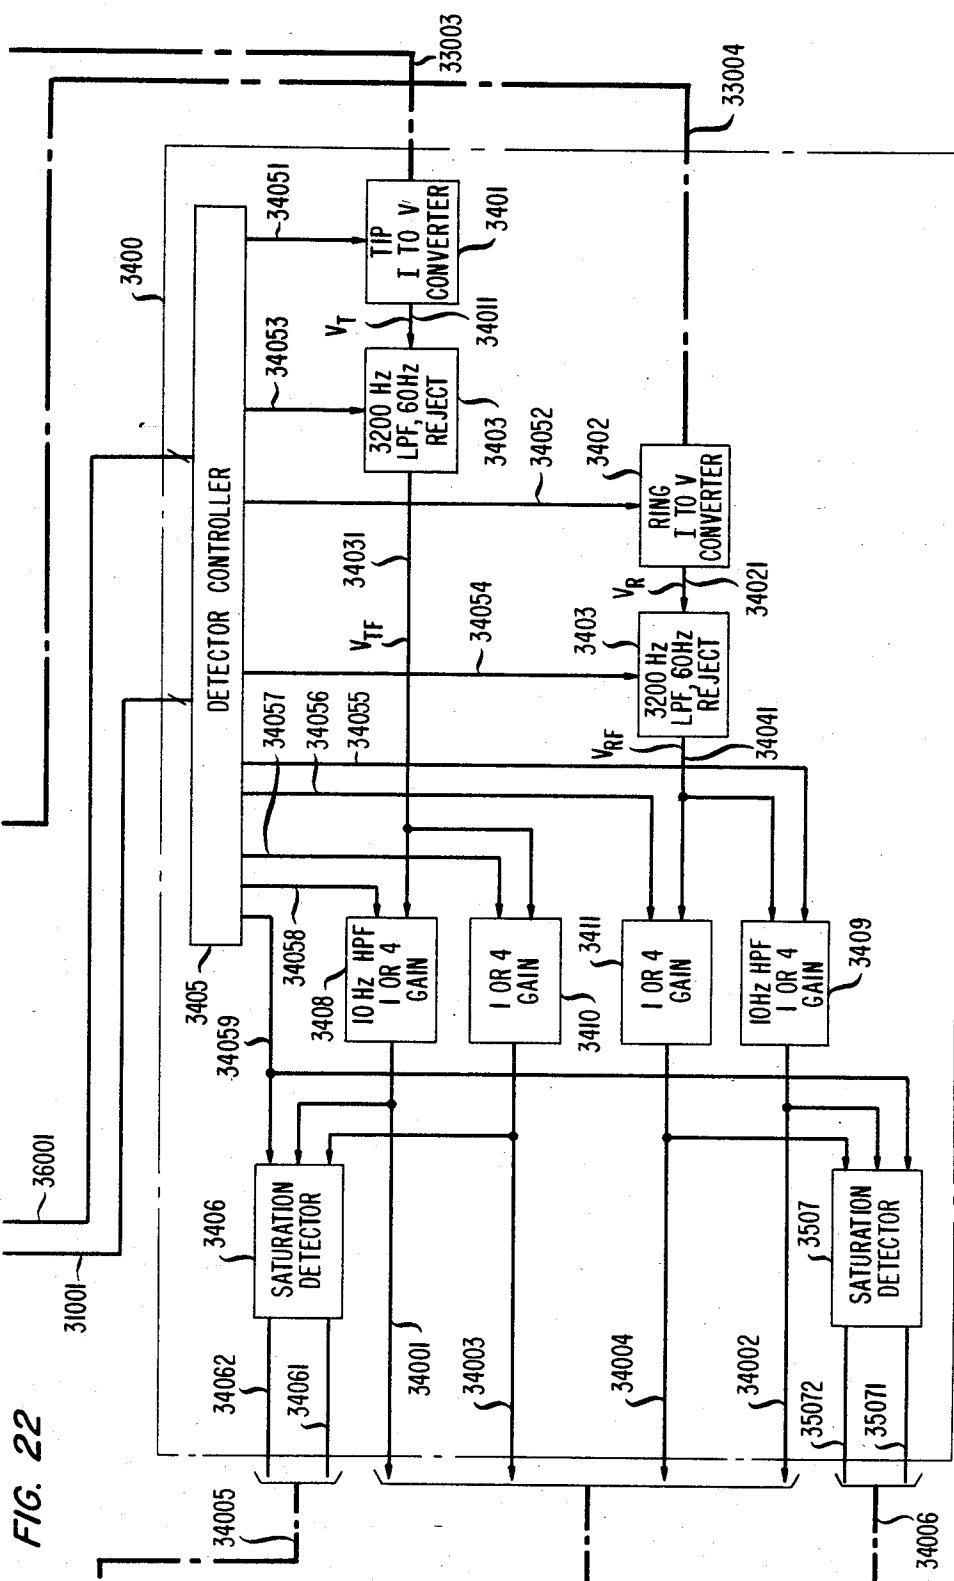 FIG. 22
33003
33004
3400
34051
TIP
I TO V
CONVERTER
3401
VT
34011
34053
3200 Hz
LPF, 60Hz
REJECT
3403
34052
3402
RING
I TO V
CONVERTER
VR
34021
DETECTOR CONTROLLER
34031
VTF
34054
3403
3200 Hz
LPF, 60Hz
REJECT
VRF
34041
34057
34056
34055
34058
3405
34059
3408
10 Hz HPF
1 OR 4
GAIN
1 OR 4
GAIN
3410
3411
1 OR 4
GAIN
10Hz HPF
1 OR 4
GAIN
3409
36001
31001
3406
SATURATION
DETECTOR
3507
SATURATION
DETECTOR
34062
34061
34001
34003
34004
34002
35072
35071
34005
34006